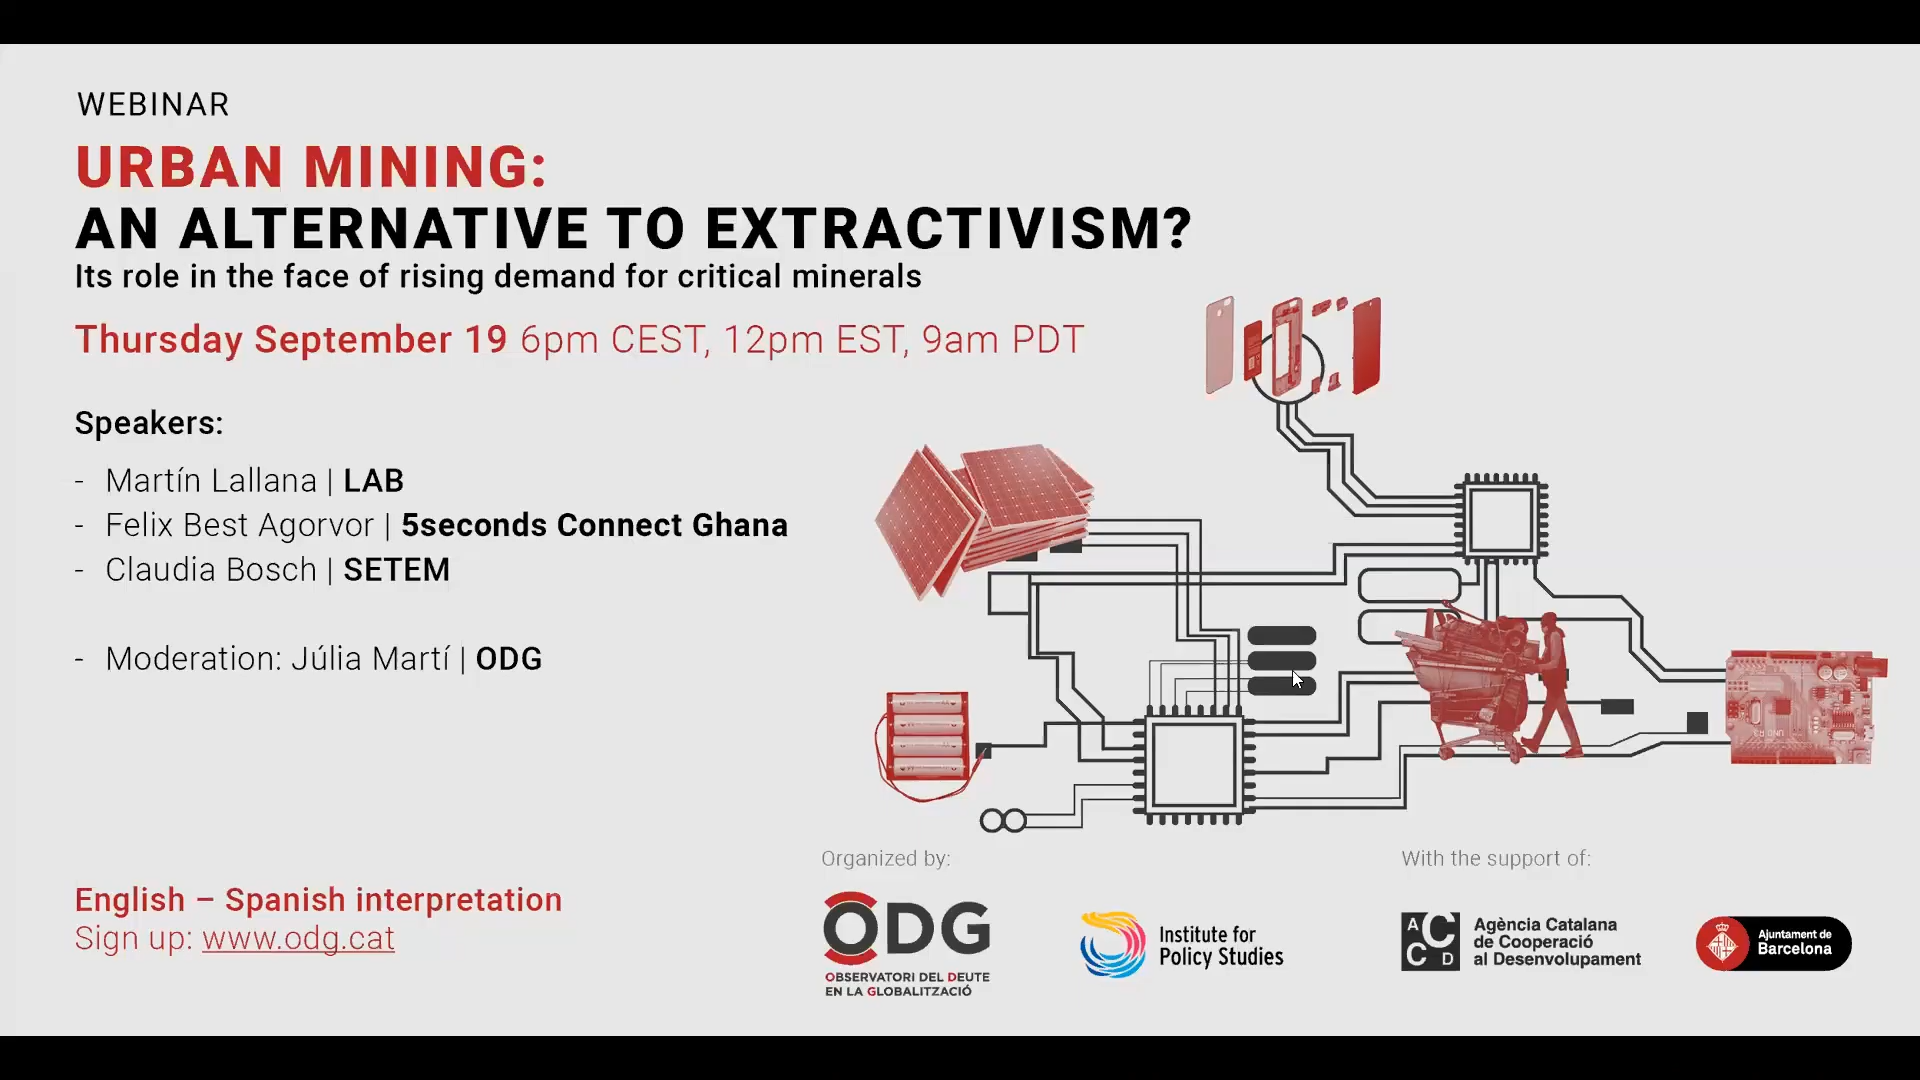 WEBINAR
URBAN MINING:
AN ALTERNATIVE TO EXTRACTIVISM?
Its role in the face of rising demand for critical minerals
Thursday September 19 6pm CEST, 12pm EST, 9am PDT
Speakers:
- Martín Lallana | LAB
- Felix Best Agorvor | 5seconds Connect Ghana
- Claudia Bosch | SETEM
- Moderation: Júlia Martí | ODG
English – Spanish interpretation
Sign up: www.odg.cat
Organized by:
ODG
OBSERVATORI DEL DEUTE
EN LA GLOBALITZACIÓ
Institute for
Policy Studies
With the support of:
ACCD
Agència Catalana
de Cooperació
al Desenvolupament
Ajuntament de
Barcelona